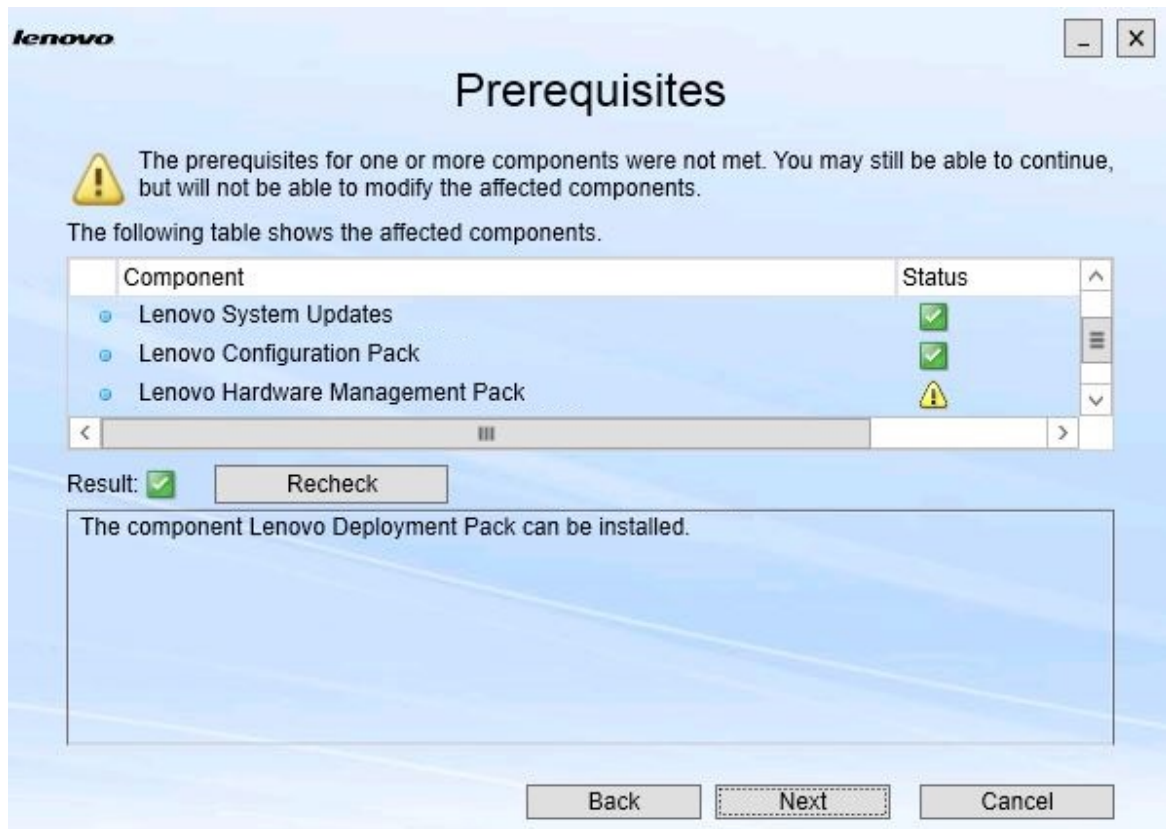 lenovo
Prerequisites
The prerequisites for one or more components were not met. You may still be able to continue,
but will not be able to modify the affected components.
The following table shows the affected components.
Component Status
Lenovo System Updates
Lenovo Configuration Pack
Lenovo Hardware Management Pack
Result: Recheck
The component Lenovo Deployment Pack can be installed.
Back Next Cancel